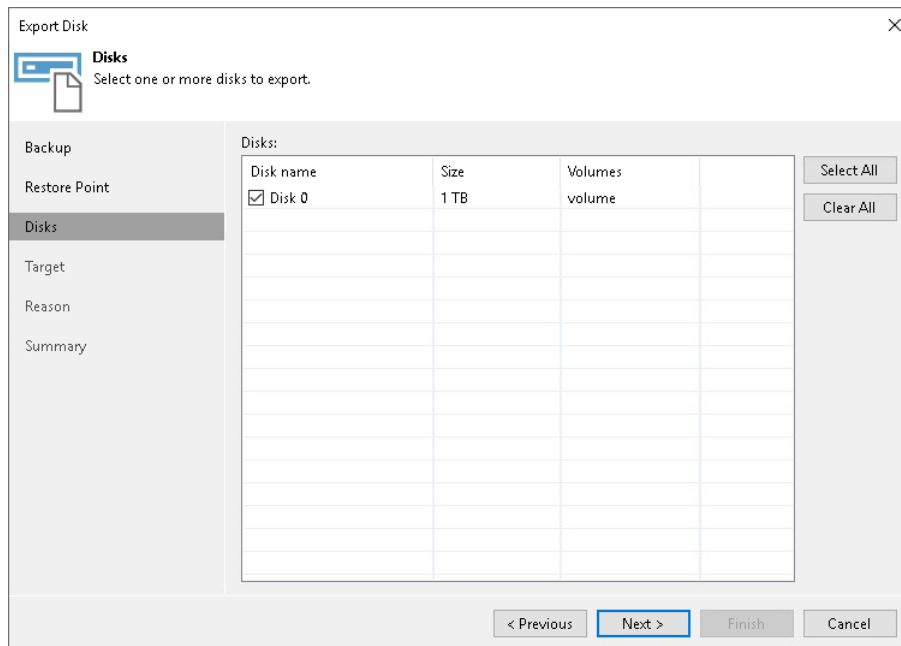 Export Disk
Disks
Select one or more disks to export.
Backup
Restore Point
Disks
Target
Reason
Summary
Disks:
Disk name Size Volumes
Disk 0 1 TB volume
Select All
Clear All
< Previous Next > Finish Cancel